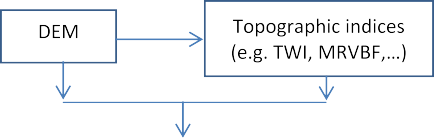 DEM
Topographic indices
(e.g. TWI, MRVBF,...)